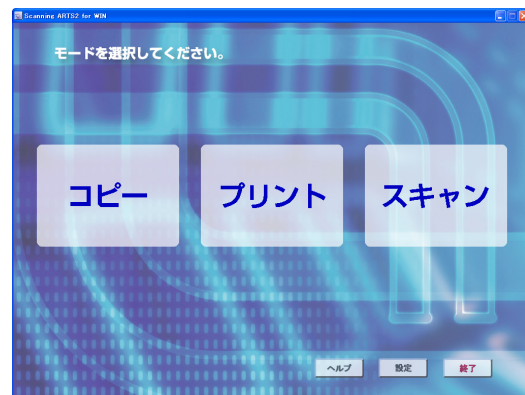 Scanning ARTS2 for WIN
モードを選択してください。
コピー
プリント
スキャン
ヘルプ
設定
終了